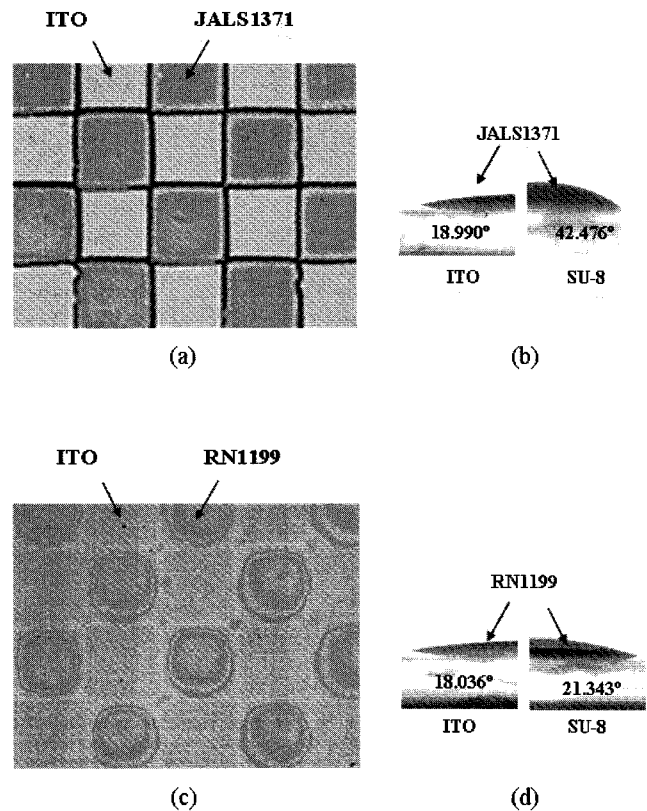 ITO JALS1371
JALS1371
18.990° 42.476°
ITO SU-8
(a) (b)
ITO RN1199
RN1199
18.036° 21.343°
ITO SU-8
(c) (d)